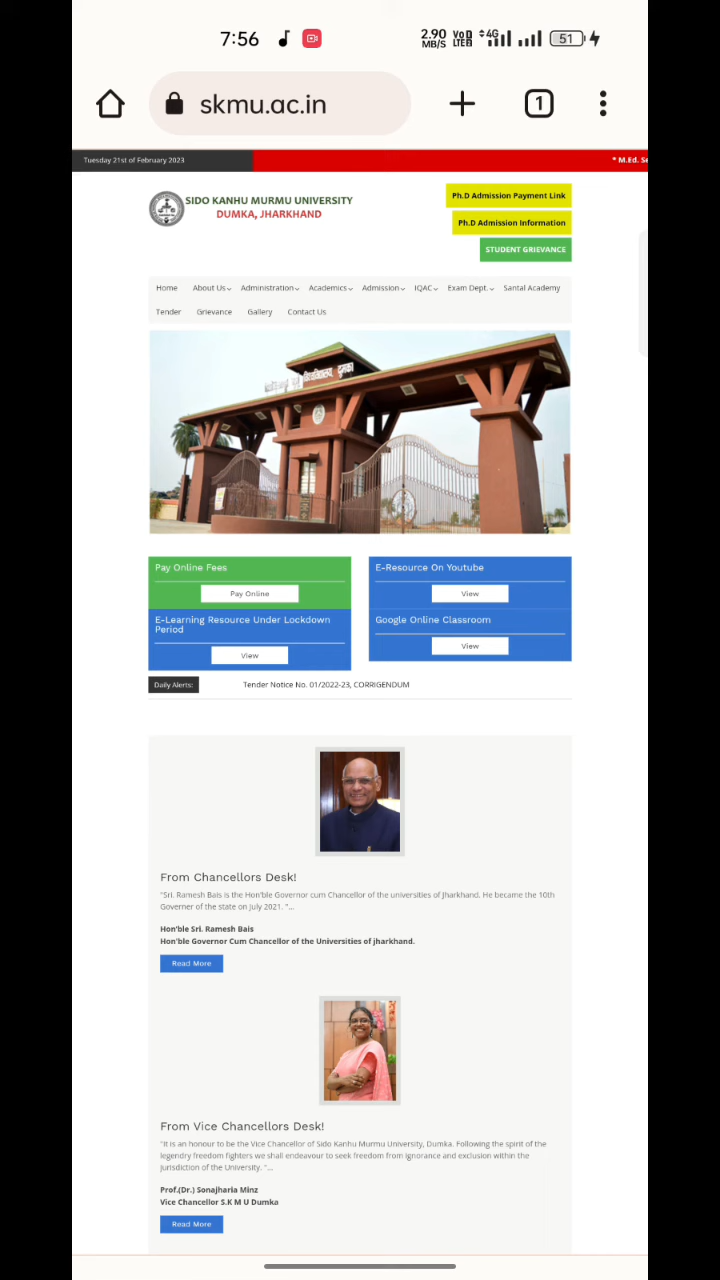 7:56
2.90 MB/S
Vo LTE
4G
51
skmu.ac.in
1
Tuesday 21st of February 2023
* M.Ed. Se
SIDO KANHU MURMU UNIVERSITY
DUMKA, JHARKHAND
Ph.D Admission Payment Link
Ph.D Admission Information
STUDENT GRIEVANCE
Home About Us Administration Academics Admission IQAC Exam Dept. Santal Academy
Tender Grievance Gallery Contact Us
Pay Online Fees
Pay Online
E-Resource On Youtube
View
E-Learning Resource Under Lockdown
Period
View
Google Online Classroom
View
Daily Alerts:
Tender Notice No. 01/2022-23, CORRIGENDUM
From Chancellors Desk!
"Sri. Ramesh Bais is the Hon'ble Governor cum Chancellor of the universities of Jharkhand. He became the 10th
Governer of the state on July 2021. "...
Hon'ble Sri. Ramesh Bais
Hon'ble Governor Cum Chancellor of the Universities of jharkhand.
Read More
From Vice Chancellors Desk!
"It is an honour to be the Vice Chancellor of Sido Kanhu Murmu University, Dumka. Following the spirit of the
legendry freedom fighters we shall endeavour to seek freedom from ignorance and exclusion within the
jurisdiction of the University. "...
Prof.(Dr.) Sonajharia Minz
Vice Chancellor S.K M U Dumka
Read More